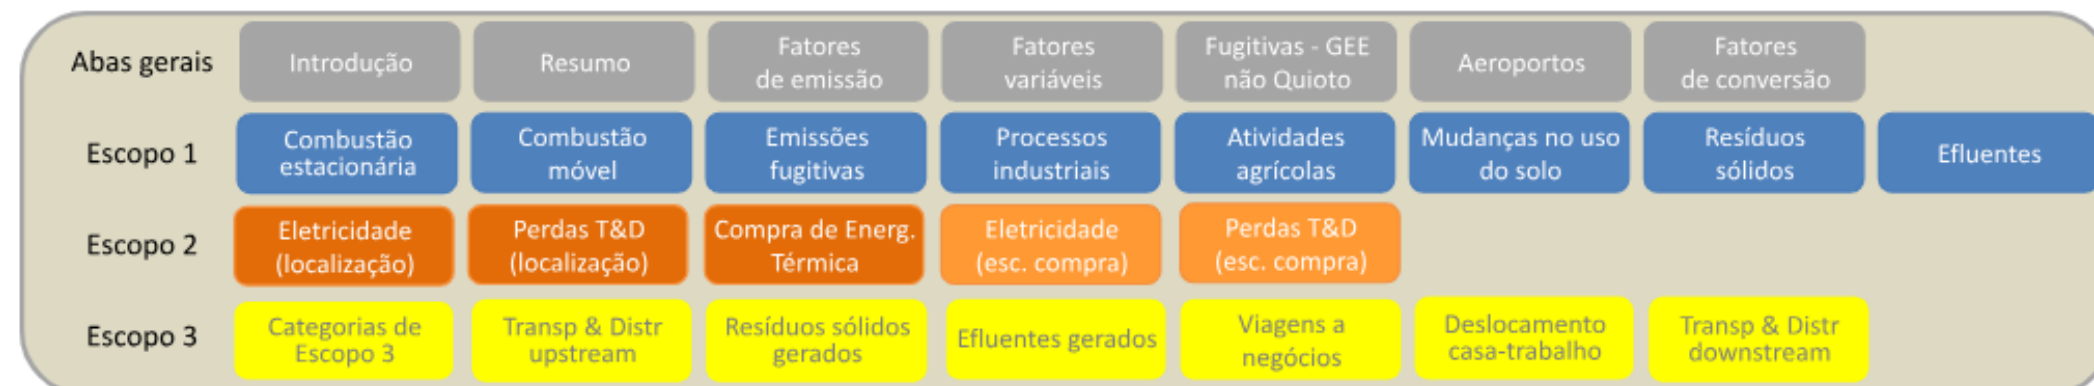 Abas gerais
Introdução
Resumo
Fatores
de emissão
Fatores
variáveis
Fugitivas - GEE
não Quioto
Aeroportos
Fatores
de conversão
Escopo 1
Combustão
estacionária
Combustão
móvel
Emissões
fugitivas
Processos
industriais
Atividades
agrícolas
Mudanças no uso
do solo
Resíduos
sólidos
Efluentes
Escopo 2
Eletricidade
(localização)
Perdas T&D
(localização)
Compra de Energ.
Térmica
Eletricidade
(esc. compra)
Perdas T&D
(esc. compra)
Escopo 3
Categorias de
Escopo 3
Transp & Distr
upstream
Resíduos sólidos
gerados
Efluentes gerados
Viagens a
negócios
Deslocamento
casa-trabalho
Transp & Distr
downstream